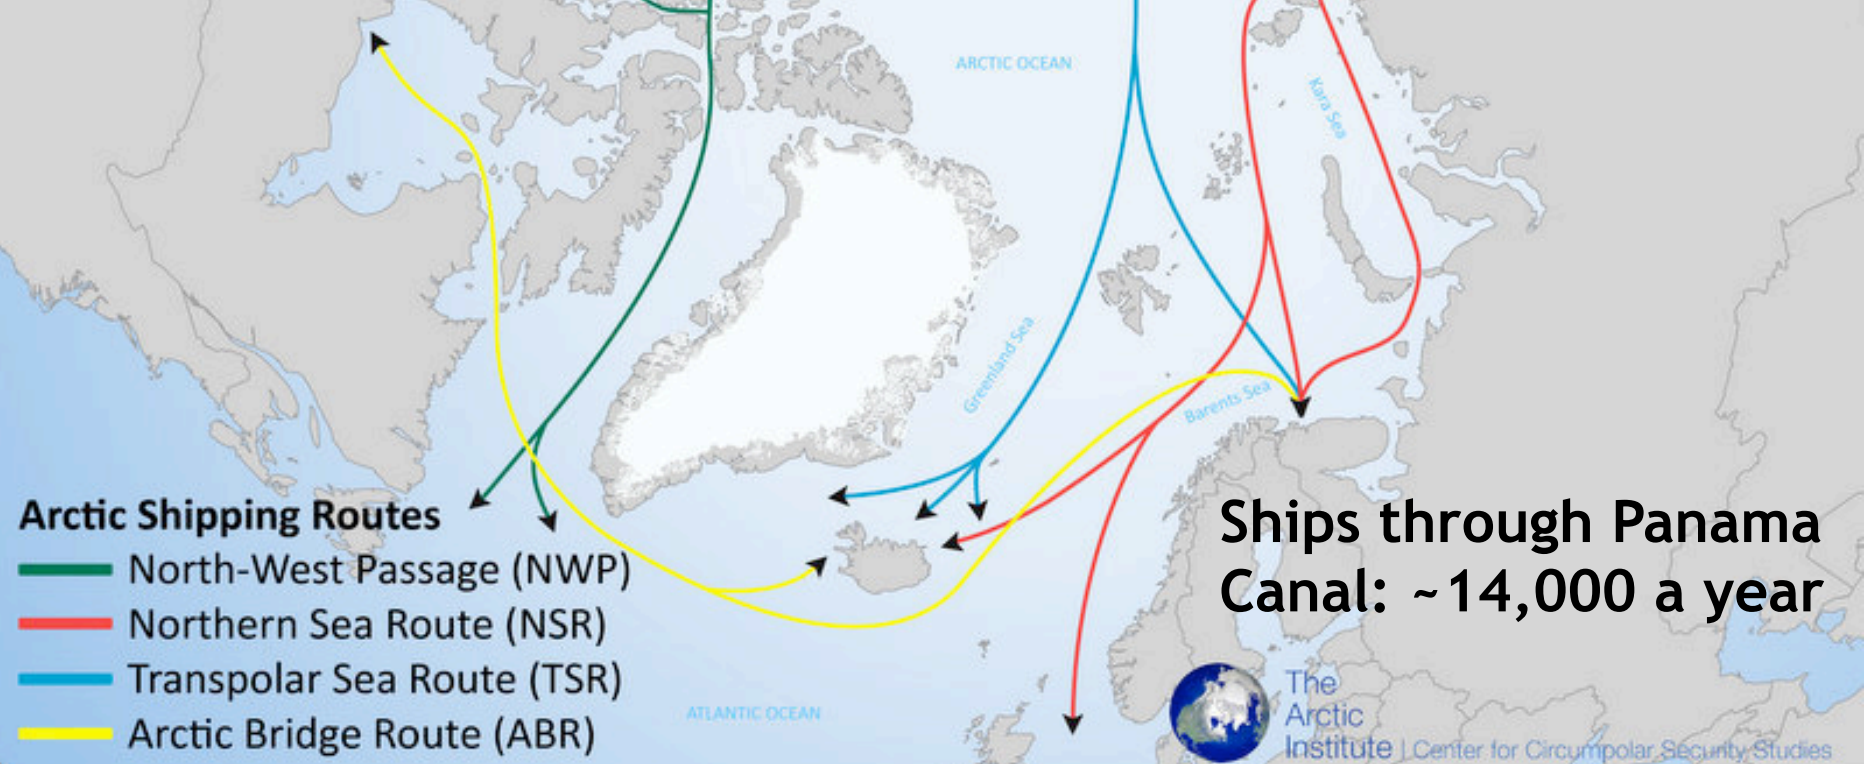 ARCTIC OCEAN
Kara Sea
Greenland Sea
Barents Sea
Arctic Shipping Routes
North-West Passage (NWP)
Northern Sea Route (NSR)
Transpolar Sea Route (TSR)
Arctic Bridge Route (ABR)
ATLANTIC OCEAN
Ships through Panama
Canal: ~14,000 a year
The
Arctic
Institute | Center for Circumpolar Security Studies